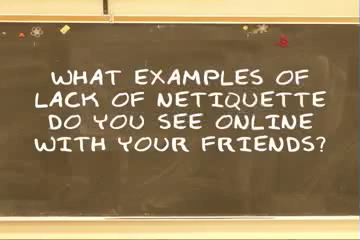 WHAT EXAMPLES OF
LACK OF NETIQUETTE
DO YOU SEE ONLINE
WITH YOUR FRIENDS?